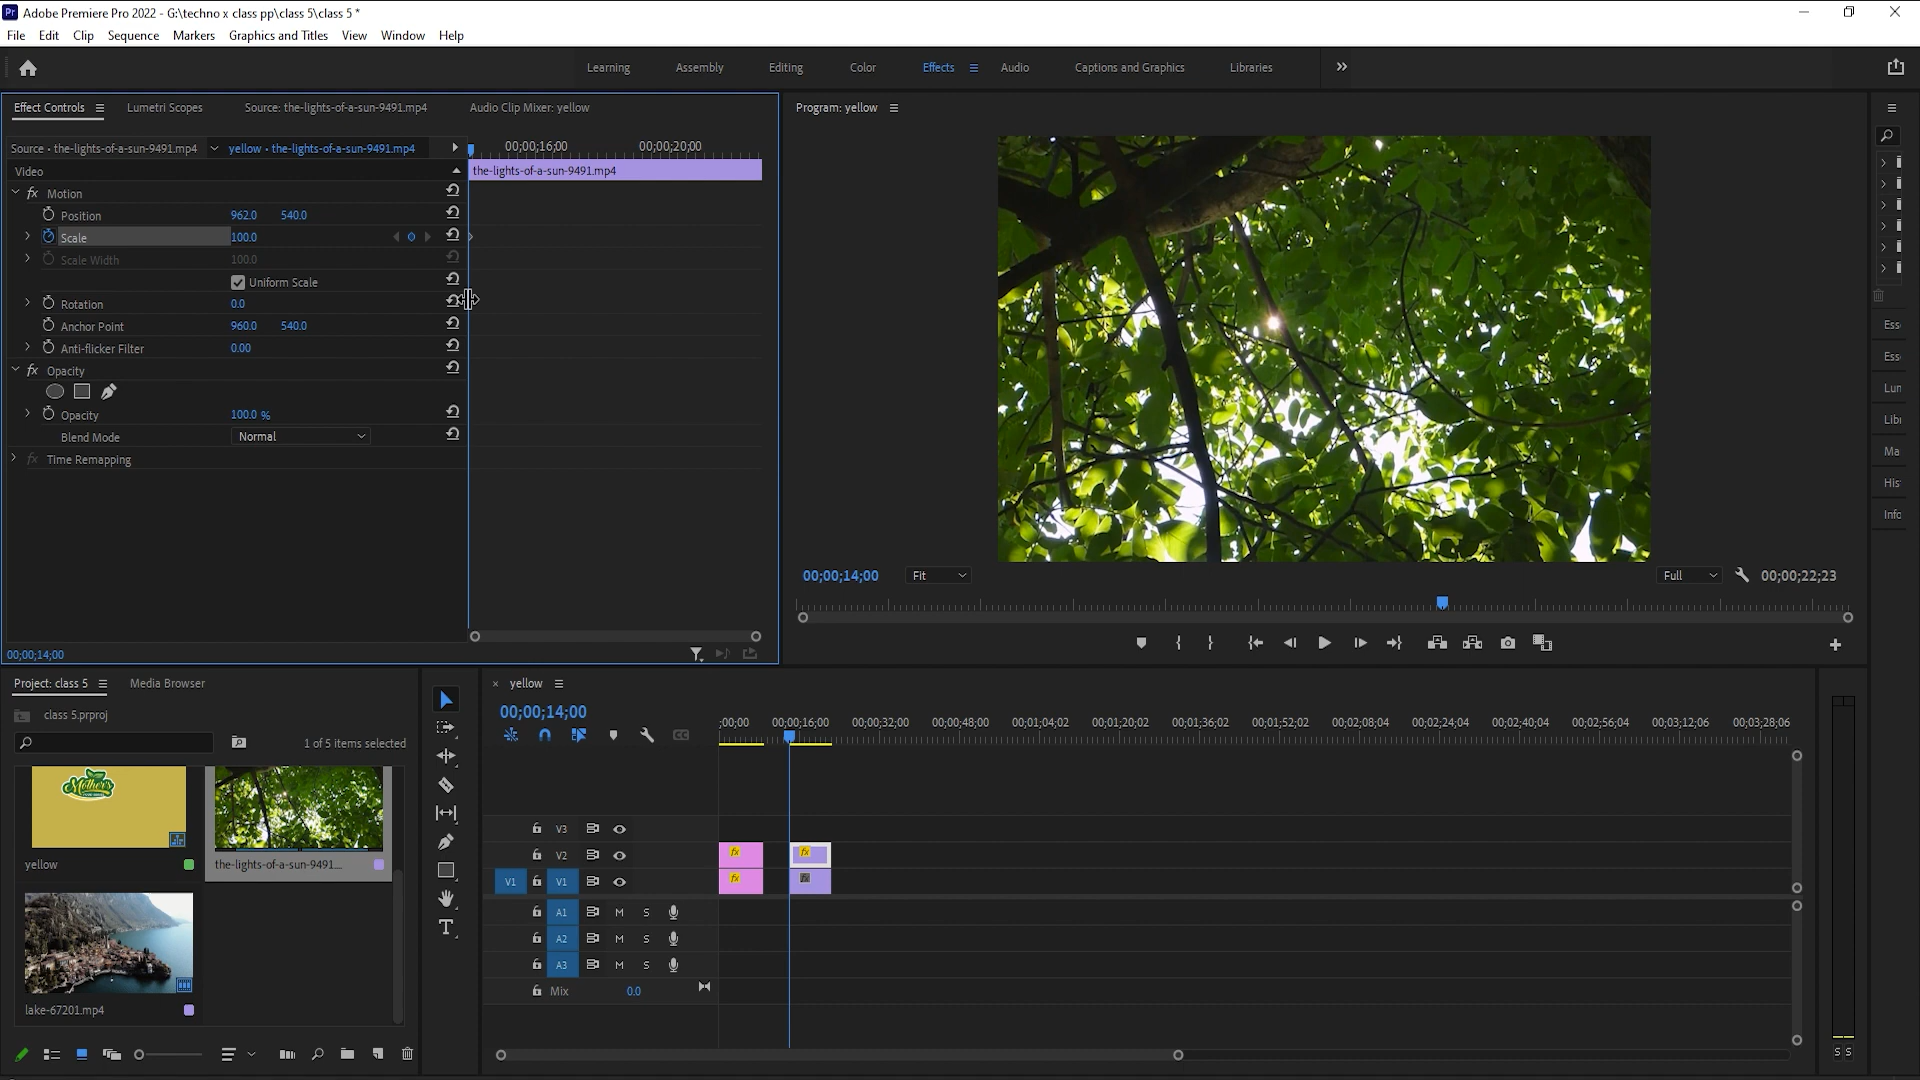 Adobe Premiere Pro 2022 - G:\techno x class pp\class 5\class 5 *
File Edit Clip Sequence Markers Graphics and Titles View Window Help
Learning Assembly Editing Color Effects Audio Captions and Graphics Libraries
Effect Controls Lumetri Scopes Source: the-lights-of-a-sun-9491.mp4 Audio Clip Mixer: yellow
Program: yellow
Source • the-lights-of-a-sun-9491.mp4 yellow • the-lights-of-a-sun-9491.mp4 00;00;16;00 00;00;20;00
Video the-lights-of-a-sun-9491.mp4
fx Motion
Position 962.0 540.0
Scale 100.0
Scale Width 100.0
Uniform Scale
Rotation 0.0
Anchor Point 960.0 540.0
Anti-flicker Filter 0.00
fx Opacity
Opacity 100.0 %
Blend Mode Normal
fx Time Remapping
00;00;14;00
00;00;14;00 Fit Full 00;00;22;23
Ess
Ess
Lun
Libi
Ma
His
Info
Project: class 5 Media Browser
class 5.prproj
1 of 5 items selected
Mother's
yellow the-lights-of-a-sun-9491...
lake-67201.mp4
× yellow
00;00;14;00
;00;00 00;00;16;00 00;00;32;00 00;00;48;00 00;01;04;02 00;01;20;02 00;01;36;02 00;01;52;02 00;02;08;04 00;02;24;04 00;02;40;04 00;02;56;04 00;03;12;06 00;03;28;06
V3
V2 fx fx
V1 V1 fx fx
A1 M S
A2 M S
A3 M S
Mix 0.0
S S